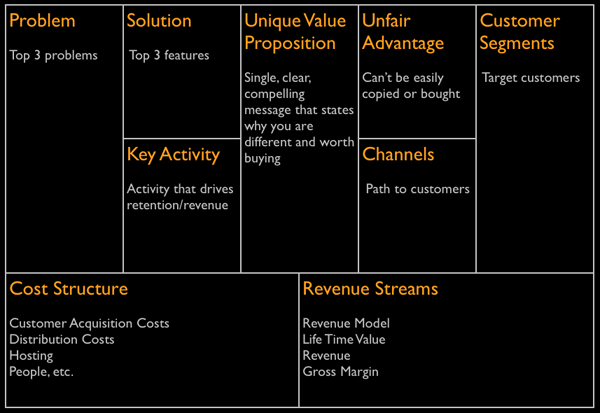 Problem
Top 3 problems
Solution
Top 3 features
Key Activity
Activity that drives
retention/revenue
Unique Value
Proposition
Single, clear,
compelling
message that states
why you are
different and worth
buying
Unfair
Advantage
Can't be easily
copied or bought
Channels
Path to customers
Customer
Segments
Target customers
Cost Structure
Customer Acquisition Costs
Distribution Costs
Hosting
People, etc.
Revenue Streams
Revenue Model
Life Time Value
Revenue
Gross Margin